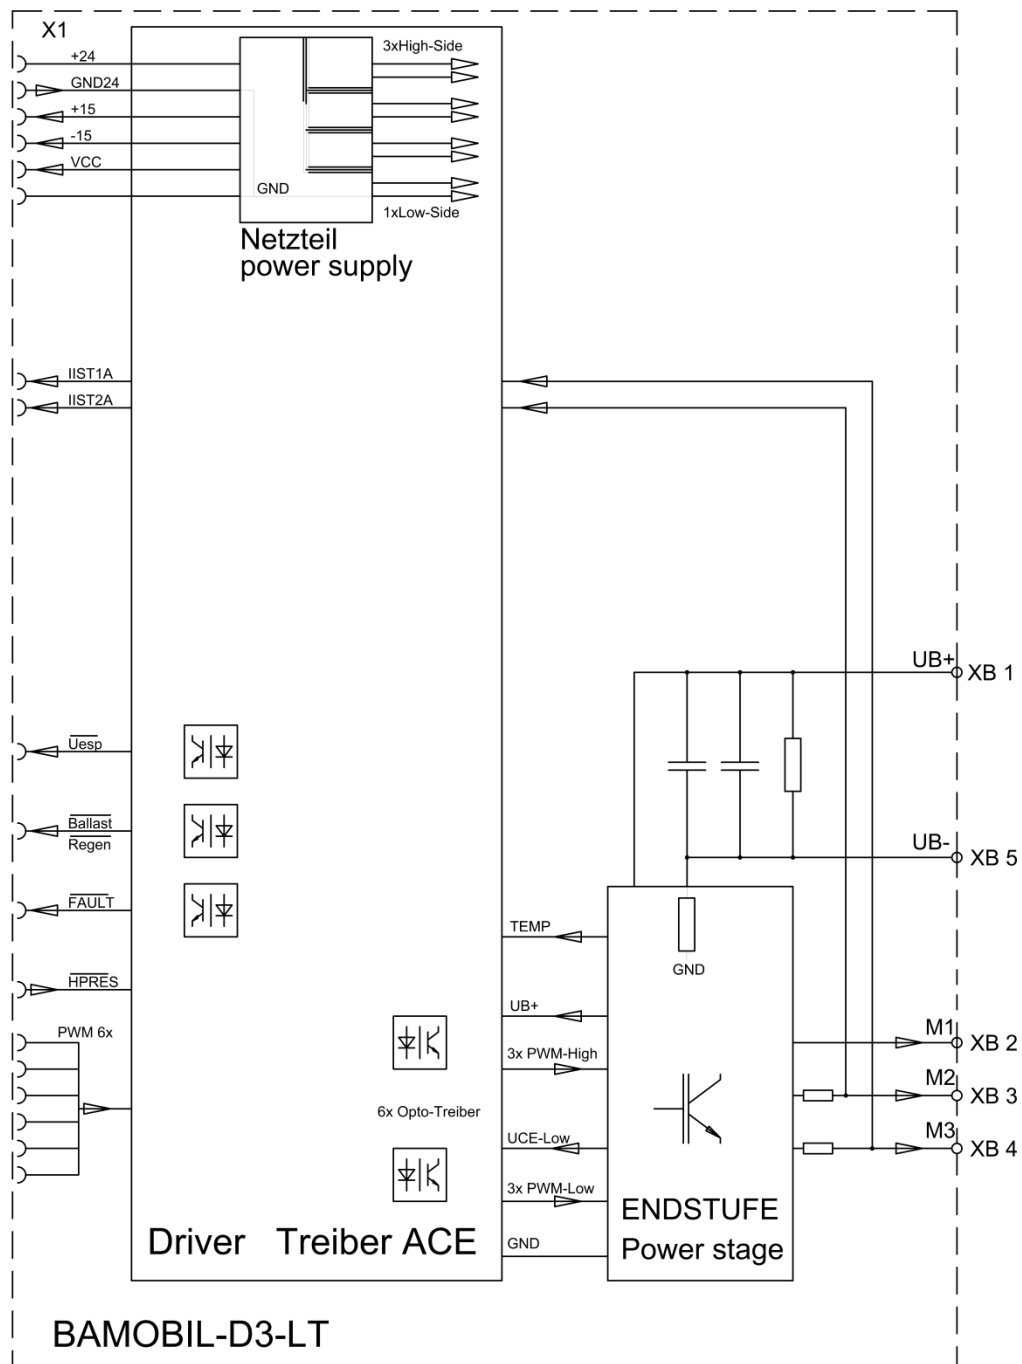 X1
+24
GND24
+15
-15
VCC
GND
3xHigh-Side
1xLow-Side
Netzteil
power supply
IIST1A
IIST2A
UB+
XB 1
Uesp
Ballast
Regen
UB-
XB 5
FAULT
TEMP
GND
HPRES
UB+
PWM 6x
M1
XB 2
3x PWM-High
M2
XB 3
6x Opto-Treiber
UCE-Low
M3
XB 4
3x PWM-Low
ENDSTUFE
Power stage
GND
Driver Treiber ACE
BAMOBIL-D3-LT